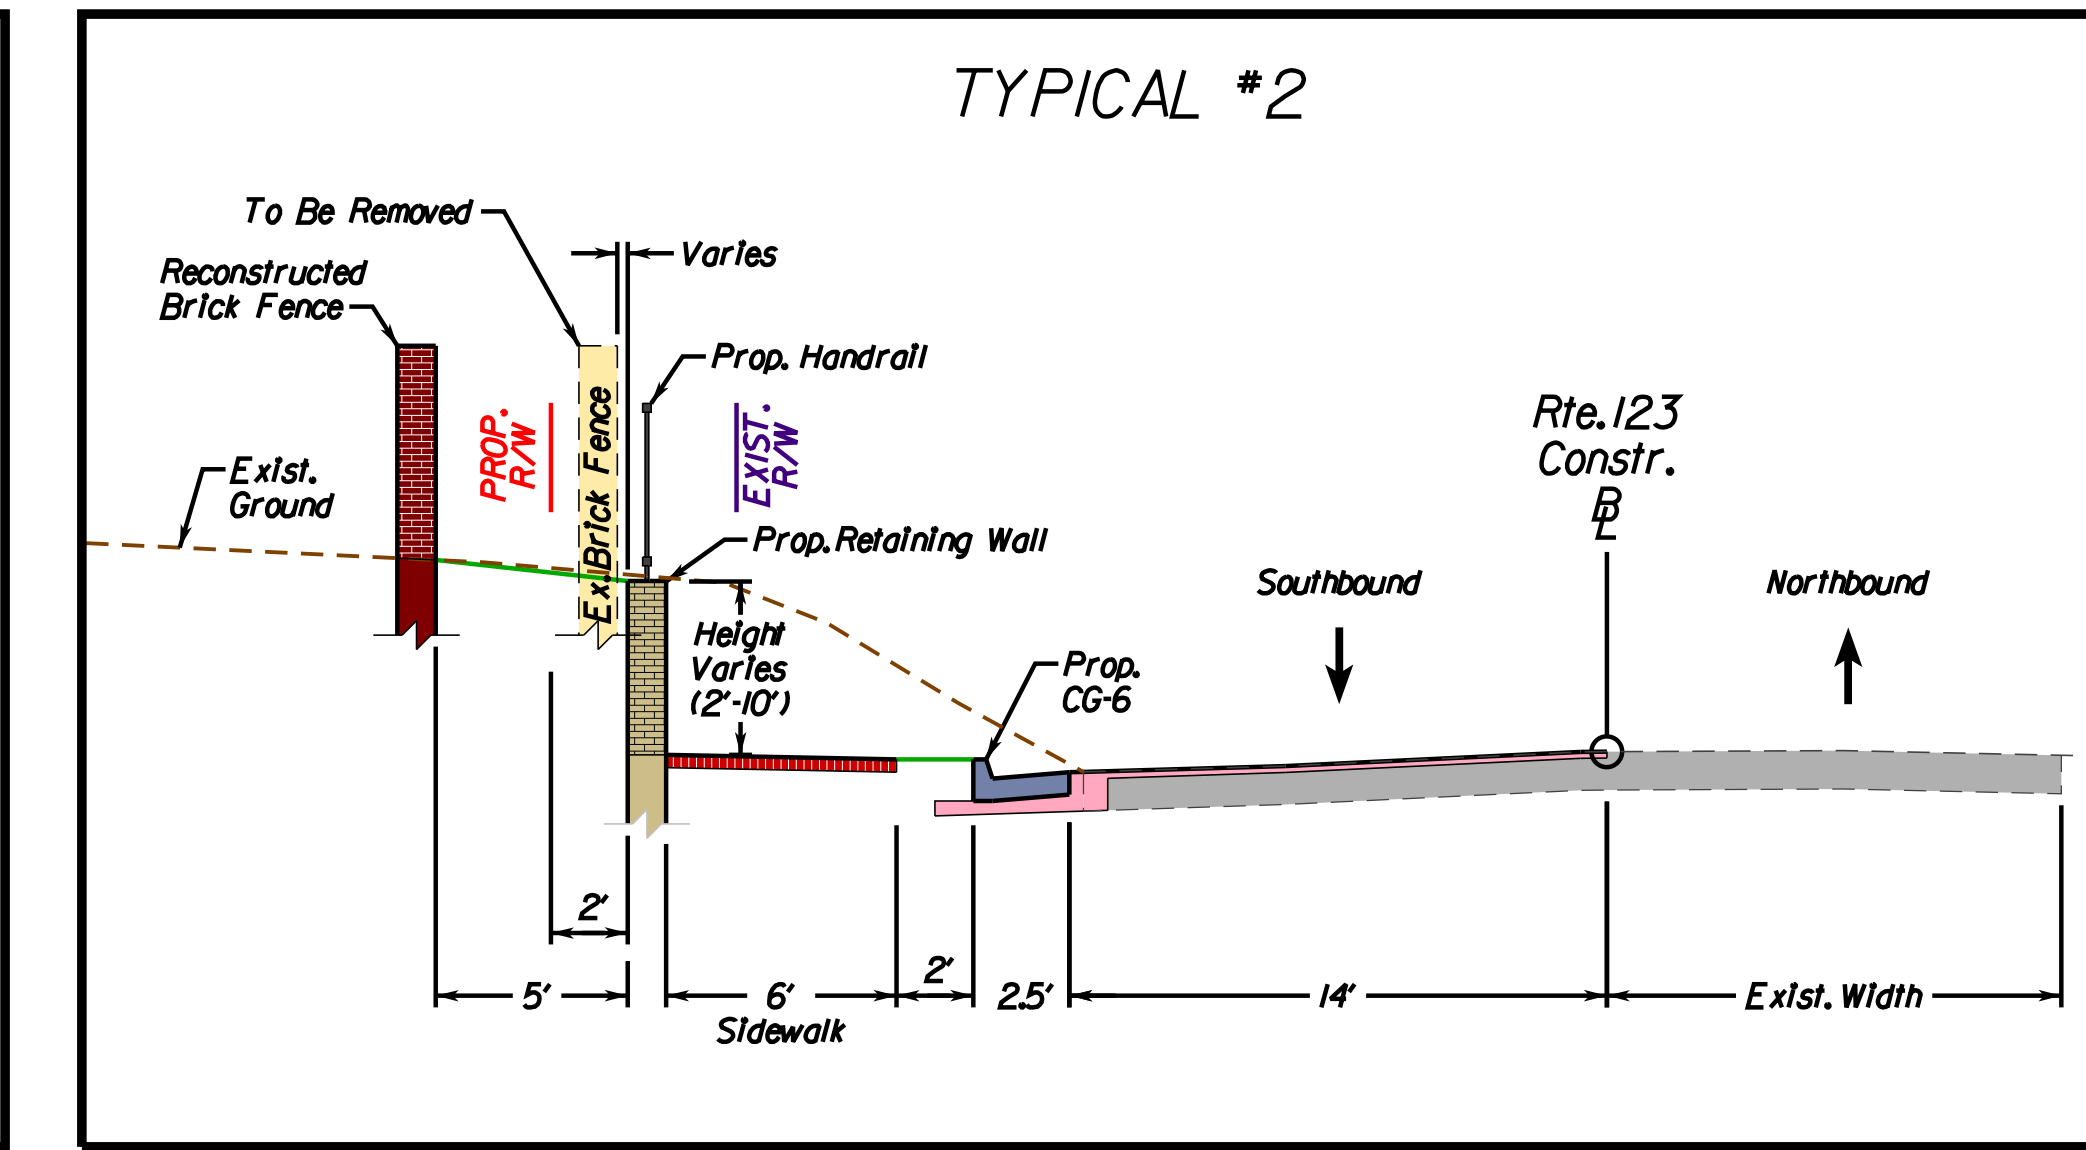 TYPICAL #2
To Be Removed
Varies
Reconstructed
Brick Fence
Prop. Handrail
PROP.
R/W
Ex. Brick Fence
EXIST.
R/W
Rte. 123
Constr.
BL
Exist.
Ground
Prop. Retaining Wall
Southbound
Northbound
Height
Varies
(2'-10')
Prop.
CG-6
2'
2'
5'
6'
2.5'
14'
Exist. Width
Sidewalk